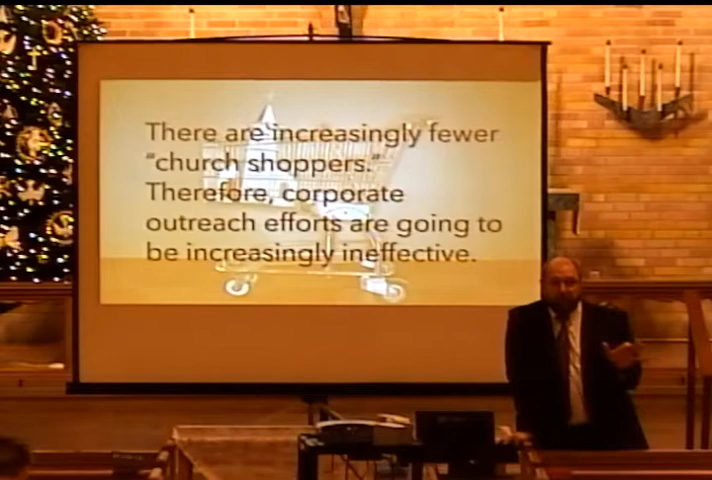 There are increasingly fewer
“church shoppers.”
Therefore, corporate
outreach efforts are going to
be increasingly ineffective.